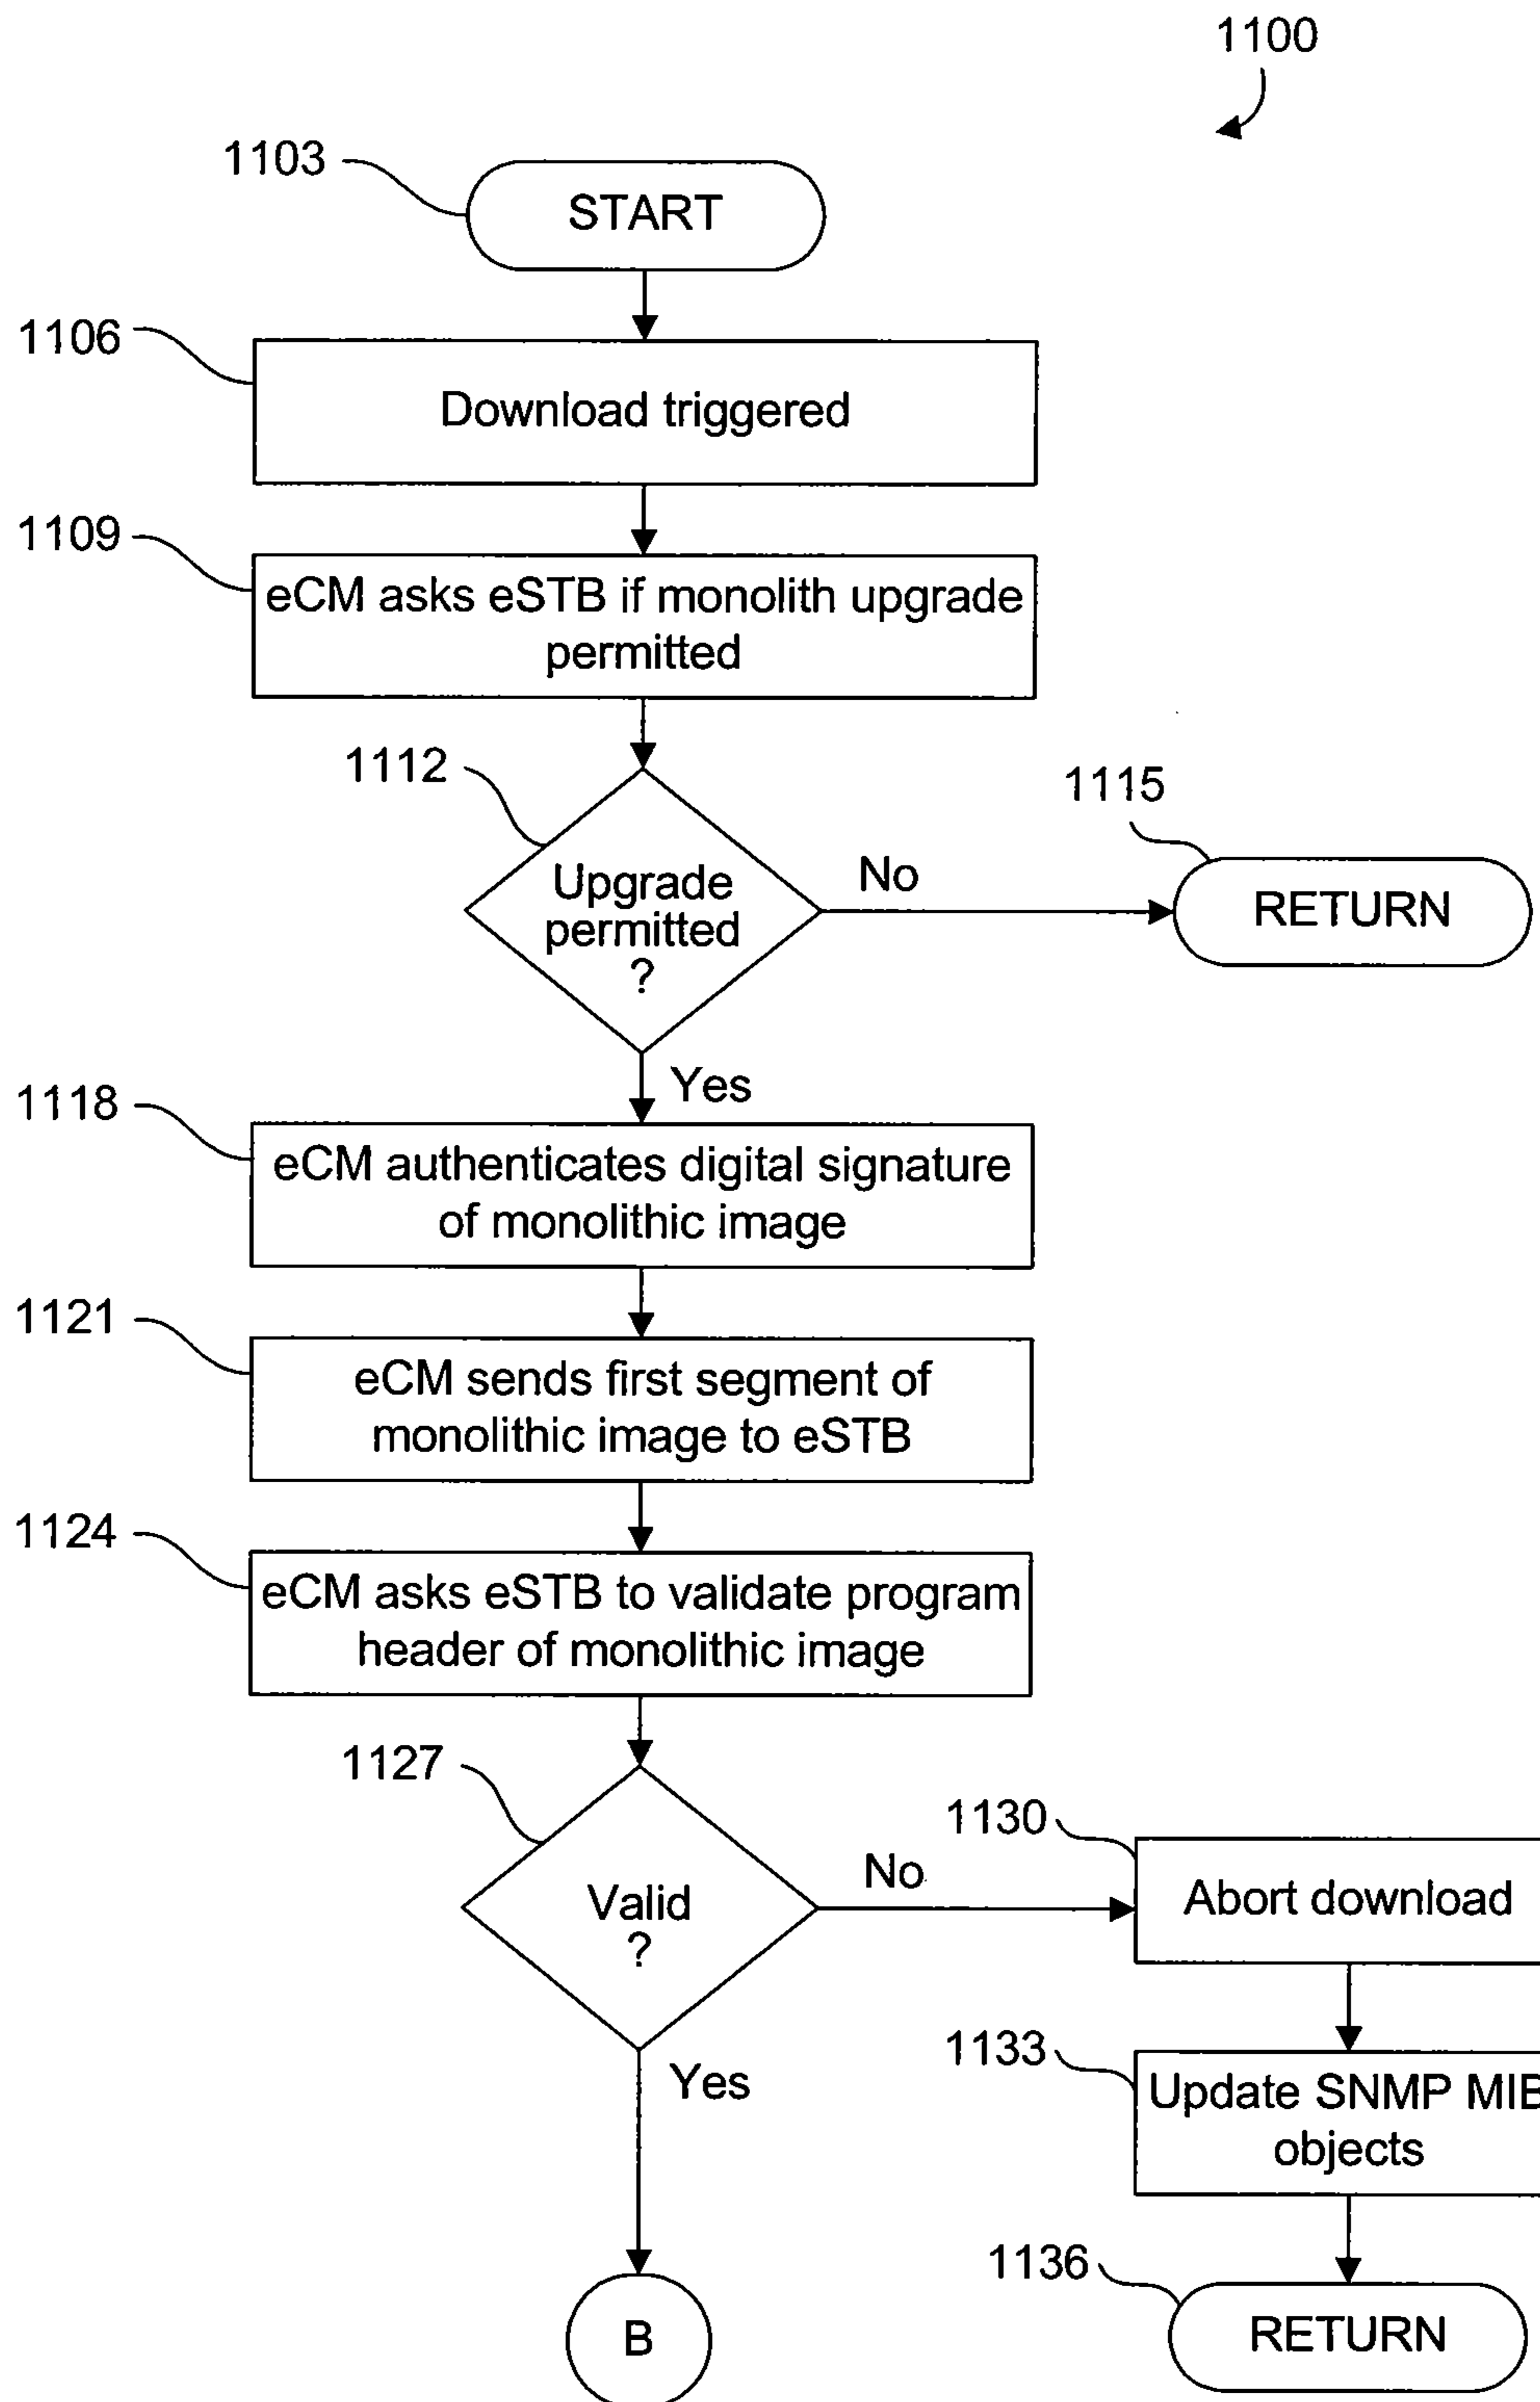 1100
1103
START
1106
Download triggered
1109
eCM asks eSTB if monolith upgrade
permitted
1112
Upgrade
permitted
?
No
1115
RETURN
Yes
1118
eCM authenticates digital signature
of monolithic image
1121
eCM sends first segment of
monolithic image to eSTB
1124
eCM asks eSTB to validate program
header of monolithic image
1127
Valid
?
No
1130
Abort download
Yes
1133
Update SNMP MIB
objects
1136
RETURN
B